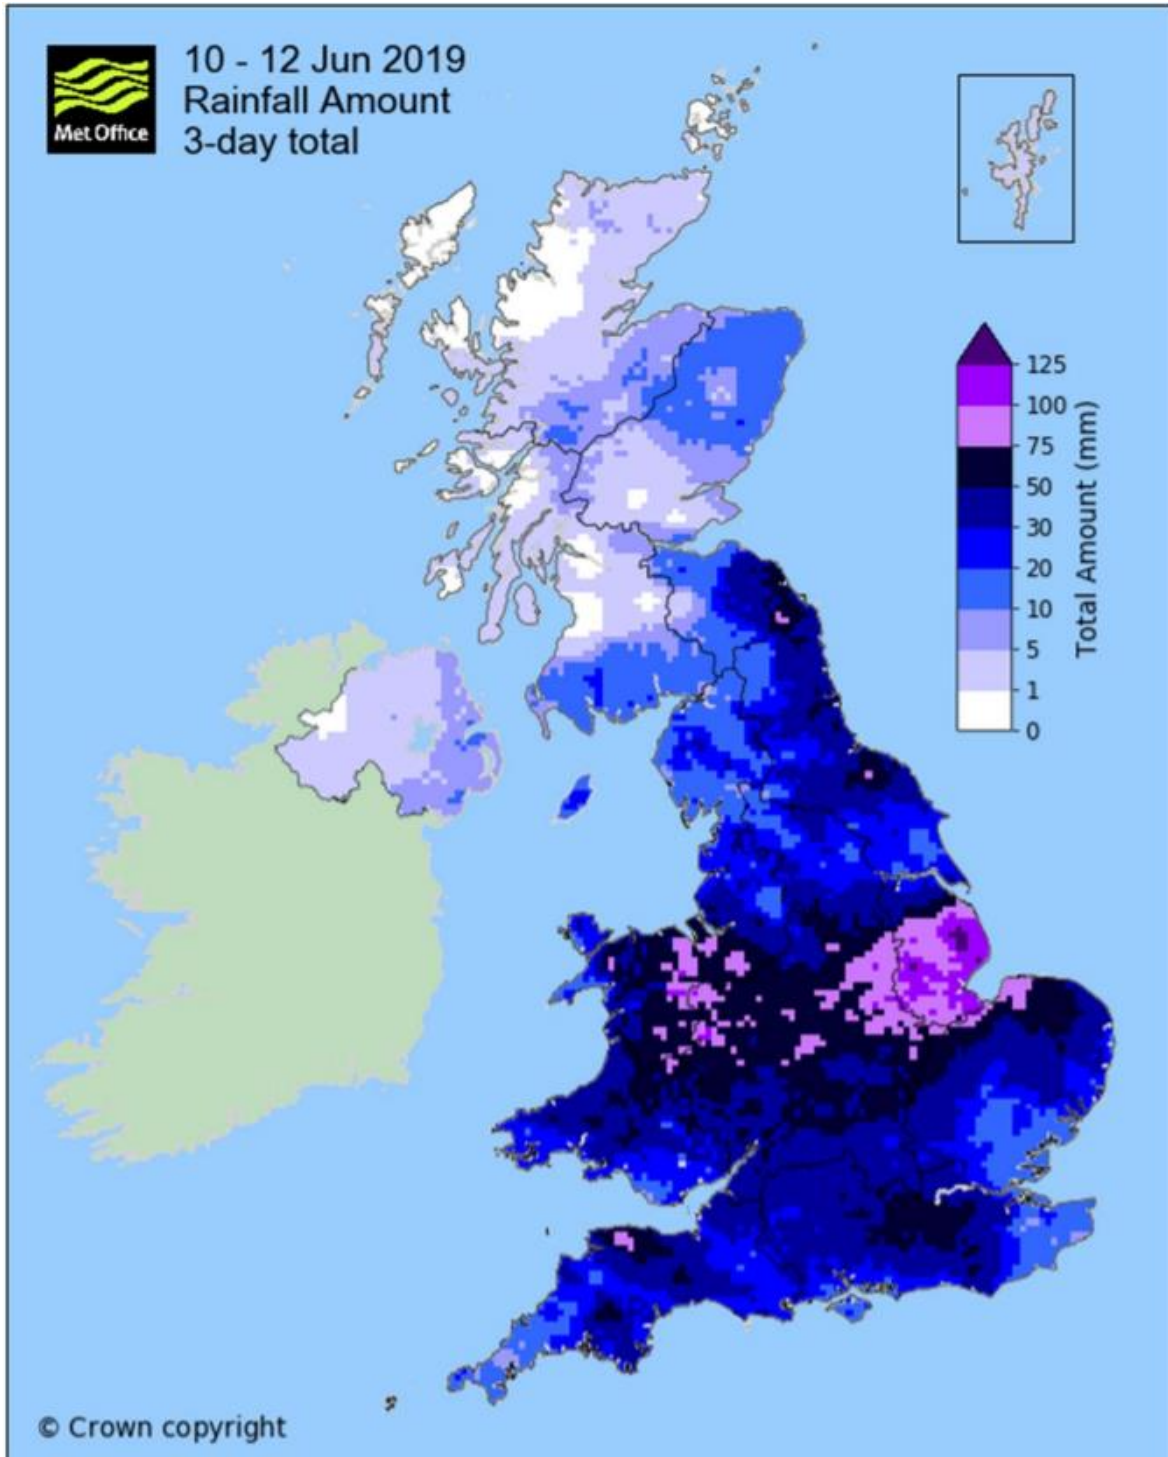 Met Office
10 - 12 Jun 2019
Rainfall Amount
3-day total
125
100
75
50
30
20
10
5
1
0
Total Amount (mm)
© Crown copyright